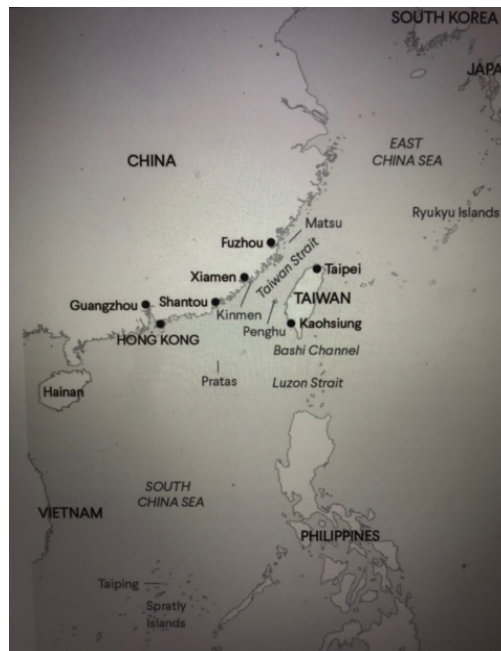 SOUTH KOREA
JAPA
EAST
CHINA SEA
CHINA
Ryukyu Islands
Matsu
Fuzhou
Taiwan Strait
Xiamen
Taipei
Guangzhou
Shantou
TAIWAN
Kinmen
Penghu
Kaohsiung
HONG KONG
Bashi Channel
Pratas
Luzon Strait
Hainan
SOUTH
CHINA SEA
VIETNAM
PHILIPPINES
Taiping
Spratly
Islands